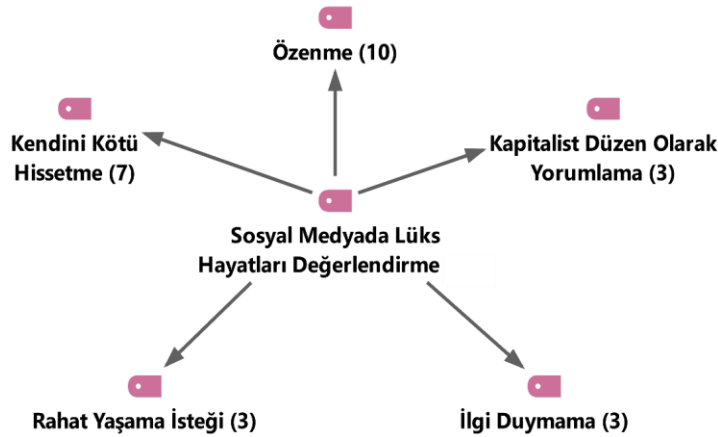 Özenme (10)
Kendini Kötü
Hissetme (7)
Kapitalist Düzen Olarak
Yorumlama (3)
Sosyal Medyada Lüks
Hayatları Değerlendirme
Rahat Yaşama İsteği (3)
İlgi Duymama (3)